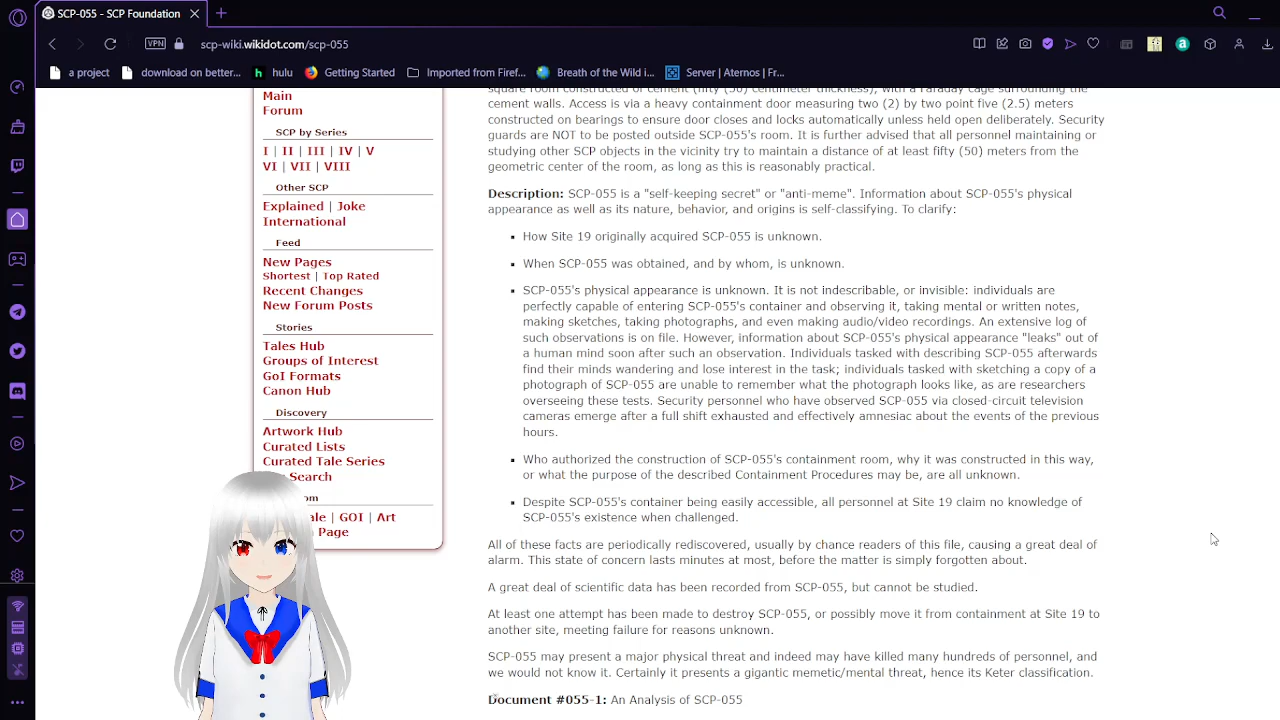 SCP-055 - SCP Foundation
VPN
scp-wiki.wikidot.com/scp-055
a project
download on better...
hulu
Getting Started
Imported from Firef...
Breath of the Wild i...
Server | Aternos | Fr...
Main
Forum
SCP by Series
I | II | III | IV | V
VI | VII | VIII
Other SCP
Explained | Joke
International
Feed
New Pages
Shortest | Top Rated
Recent Changes
New Forum Posts
Stories
Tales Hub
Groups of Interest
GoI Formats
Canon Hub
Discovery
Artwork Hub
Curated Lists
Curated Tale Series
Search
om
ale | GOI | Art
Page
square room constructed of cement (fifty (50) centimeter thickness), with a Faraday cage surrounding the
cement walls. Access is via a heavy containment door measuring two (2) by two point five (2.5) meters
constructed on bearings to ensure door closes and locks automatically unless held open deliberately. Security
guards are NOT to be posted outside SCP-055's room. It is further advised that all personnel maintaining or
studying other SCP objects in the vicinity try to maintain a distance of at least fifty (50) meters from the
geometric center of the room, as long as this is reasonably practical.
Description: SCP-055 is a "self-keeping secret" or "anti-meme". Information about SCP-055's physical
appearance as well as its nature, behavior, and origins is self-classifying. To clarify:
How Site 19 originally acquired SCP-055 is unknown.
When SCP-055 was obtained, and by whom, is unknown.
SCP-055's physical appearance is unknown. It is not indescribable, or invisible: individuals are
perfectly capable of entering SCP-055's container and observing it, taking mental or written notes,
making sketches, taking photographs, and even making audio/video recordings. An extensive log of
such observations is on file. However, information about SCP-055's physical appearance "leaks" out of
a human mind soon after such an observation. Individuals tasked with describing SCP-055 afterwards
find their minds wandering and lose interest in the task; individuals tasked with sketching a copy of a
photograph of SCP-055 are unable to remember what the photograph looks like, as are researchers
overseeing these tests. Security personnel who have observed SCP-055 via closed-circuit television
cameras emerge after a full shift exhausted and effectively amnesiac about the events of the previous
hours.
Who authorized the construction of SCP-055's containment room, why it was constructed in this way,
or what the purpose of the described Containment Procedures may be, are all unknown.
Despite SCP-055's container being easily accessible, all personnel at Site 19 claim no knowledge of
SCP-055's existence when challenged.
All of these facts are periodically rediscovered, usually by chance readers of this file, causing a great deal of
alarm. This state of concern lasts minutes at most, before the matter is simply forgotten about.
A great deal of scientific data has been recorded from SCP-055, but cannot be studied.
At least one attempt has been made to destroy SCP-055, or possibly move it from containment at Site 19 to
another site, meeting failure for reasons unknown.
SCP-055 may present a major physical threat and indeed may have killed many hundreds of personnel, and
we would not know it. Certainly it presents a gigantic memetic/mental threat, hence its Keter classification.
Document #055-1: An Analysis of SCP-055